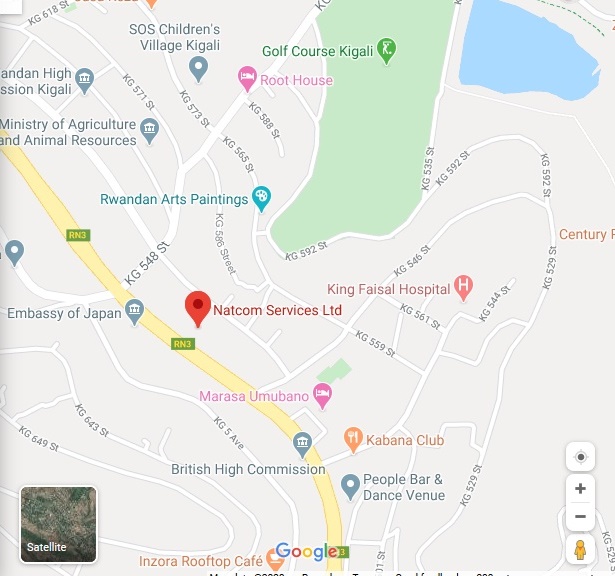 KG 618 St
SOS Children's
Village Kigali
Golf Course Kigali
KG
Root House
andan High
ssion Kigali
KG 571 St
KG 573 St
KG 588 St
Ministry of Agriculture
and Animal Resources
KG 565 St
KG 535 St
KG 592 St
KG 592 St
Rwandan Arts Paintings
KG 586 Street
RN3
KG 592 St
KG 548 St
KG 546 St
Century
KG 529 St
King Faisal Hospital
H
KG 544 St
Embassy of Japan
Natcom Services Ltd
KG 561 St
RN3
KG 559 St
Marasa Umubano
KG 643 St
KG 5 Ave
KG 649 St
Kabana Club
British High Commission
People Bar &
Dance Venue
KG 529 St
Satellite
Inzora Rooftop Café
Google